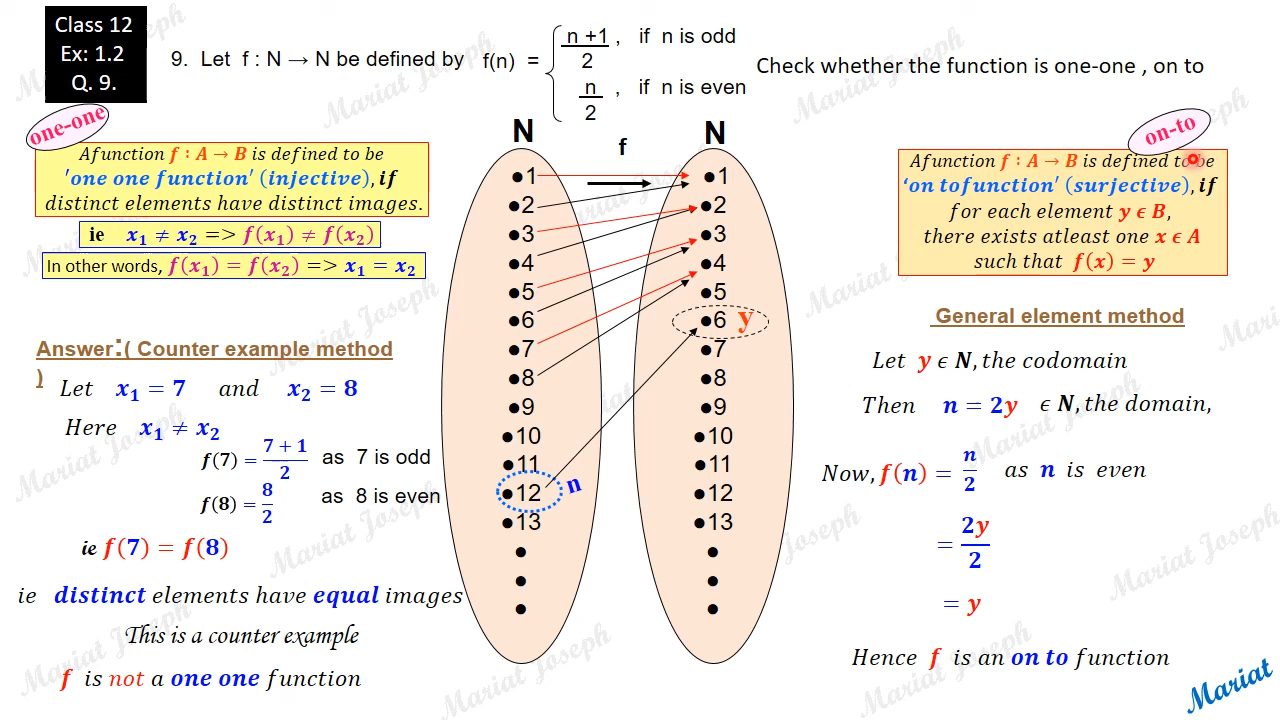 Class 12
Ex: 1.2
Q. 9.
9. Let f : N → N be defined by f(n) = { n +1 / 2 , if n is odd
n / 2 , if n is even
Check whether the function is one-one , on to
one-one
Afunction f : A → B is defined to be
'one one function' (injective), if
distinct elements have distinct images.
ie x₁ ≠ x₂ => f(x₁) ≠ f(x₂)
In other words, f(x₁) = f(x₂) => x₁ = x₂
Answer:( Counter example method
)
Let x₁ = 7 and x₂ = 8
Here x₁ ≠ x₂
f(7) = 7 + 1 / 2 as 7 is odd
f(8) = 8 / 2 as 8 is even
ie f(7) = f(8)
ie distinct elements have equal images
This is a counter example
f is not a one one function
N
f
N
●1 ●1
●2 ●2
●3 ●3
●4 ●4
●5 ●5
●6 ●6 y
●7 ●7
●8 ●8
●9 ●9
●10 ●10
●11 ●11
●12 n ●12
●13 ●13
● ●
● ●
● ●
on-to
Afunction f : A → B is defined to be
'on tofunction' (surjective), if
for each element y ϵ B,
there exists atleast one x ϵ A
such that f(x) = y
General element method
Let y ϵ N, the codomain
Then n = 2y ϵ N, the domain,
Now, f(n) = n / 2 as n is even
= 2y / 2
= y
Hence f is an on to function
Mariat
Mariat Joseph